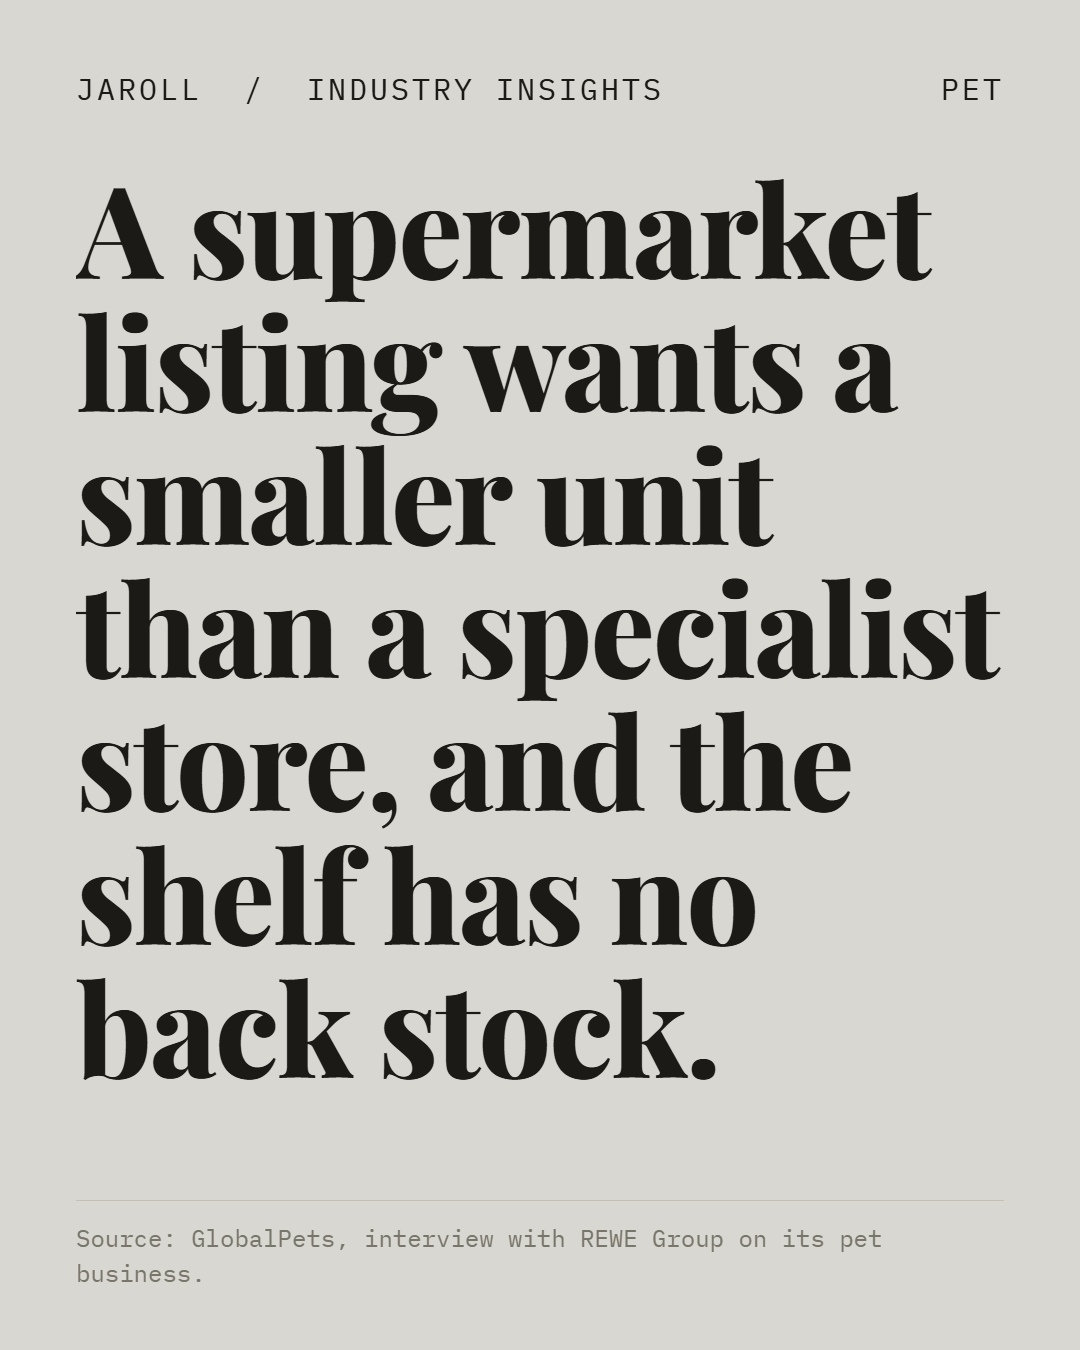 JAROLL / INDUSTRY INSIGHTS PET
A supermarket
listing wants a
smaller unit
than a specialist
store, and the
shelf has no
back stock.
Source: GlobalPets, interview with REWE Group on its pet
business.